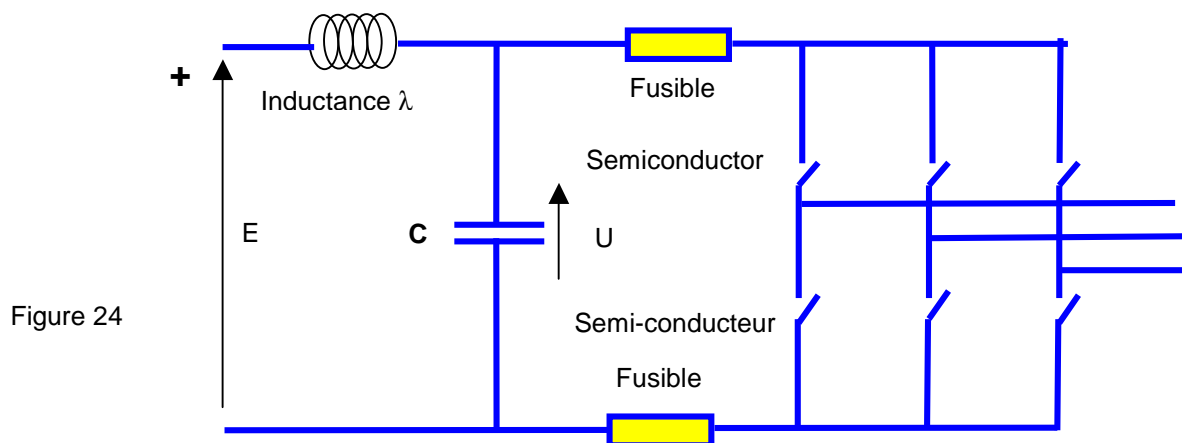 +
Inductance λ
Fusible
Semiconductor
E
C
U
Figure 24
Semi-conducteur
Fusible